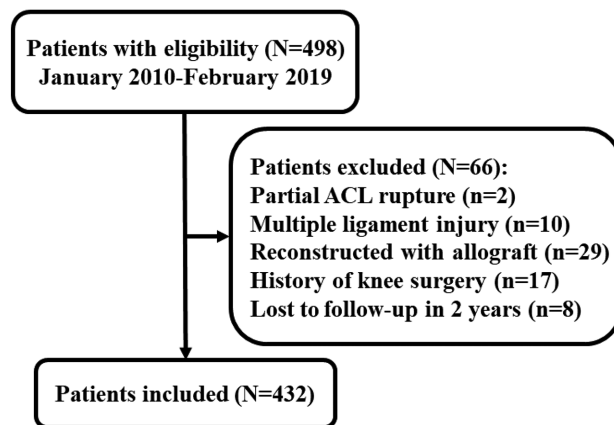 Patients with eligibility (N=498)
January 2010-February 2019
Patients excluded (N=66):
Partial ACL rupture (n=2)
Multiple ligament injury (n=10)
Reconstructed with allograft (n=29)
History of knee surgery (n=17)
Lost to follow-up in 2 years (n=8)
Patients included (N=432)